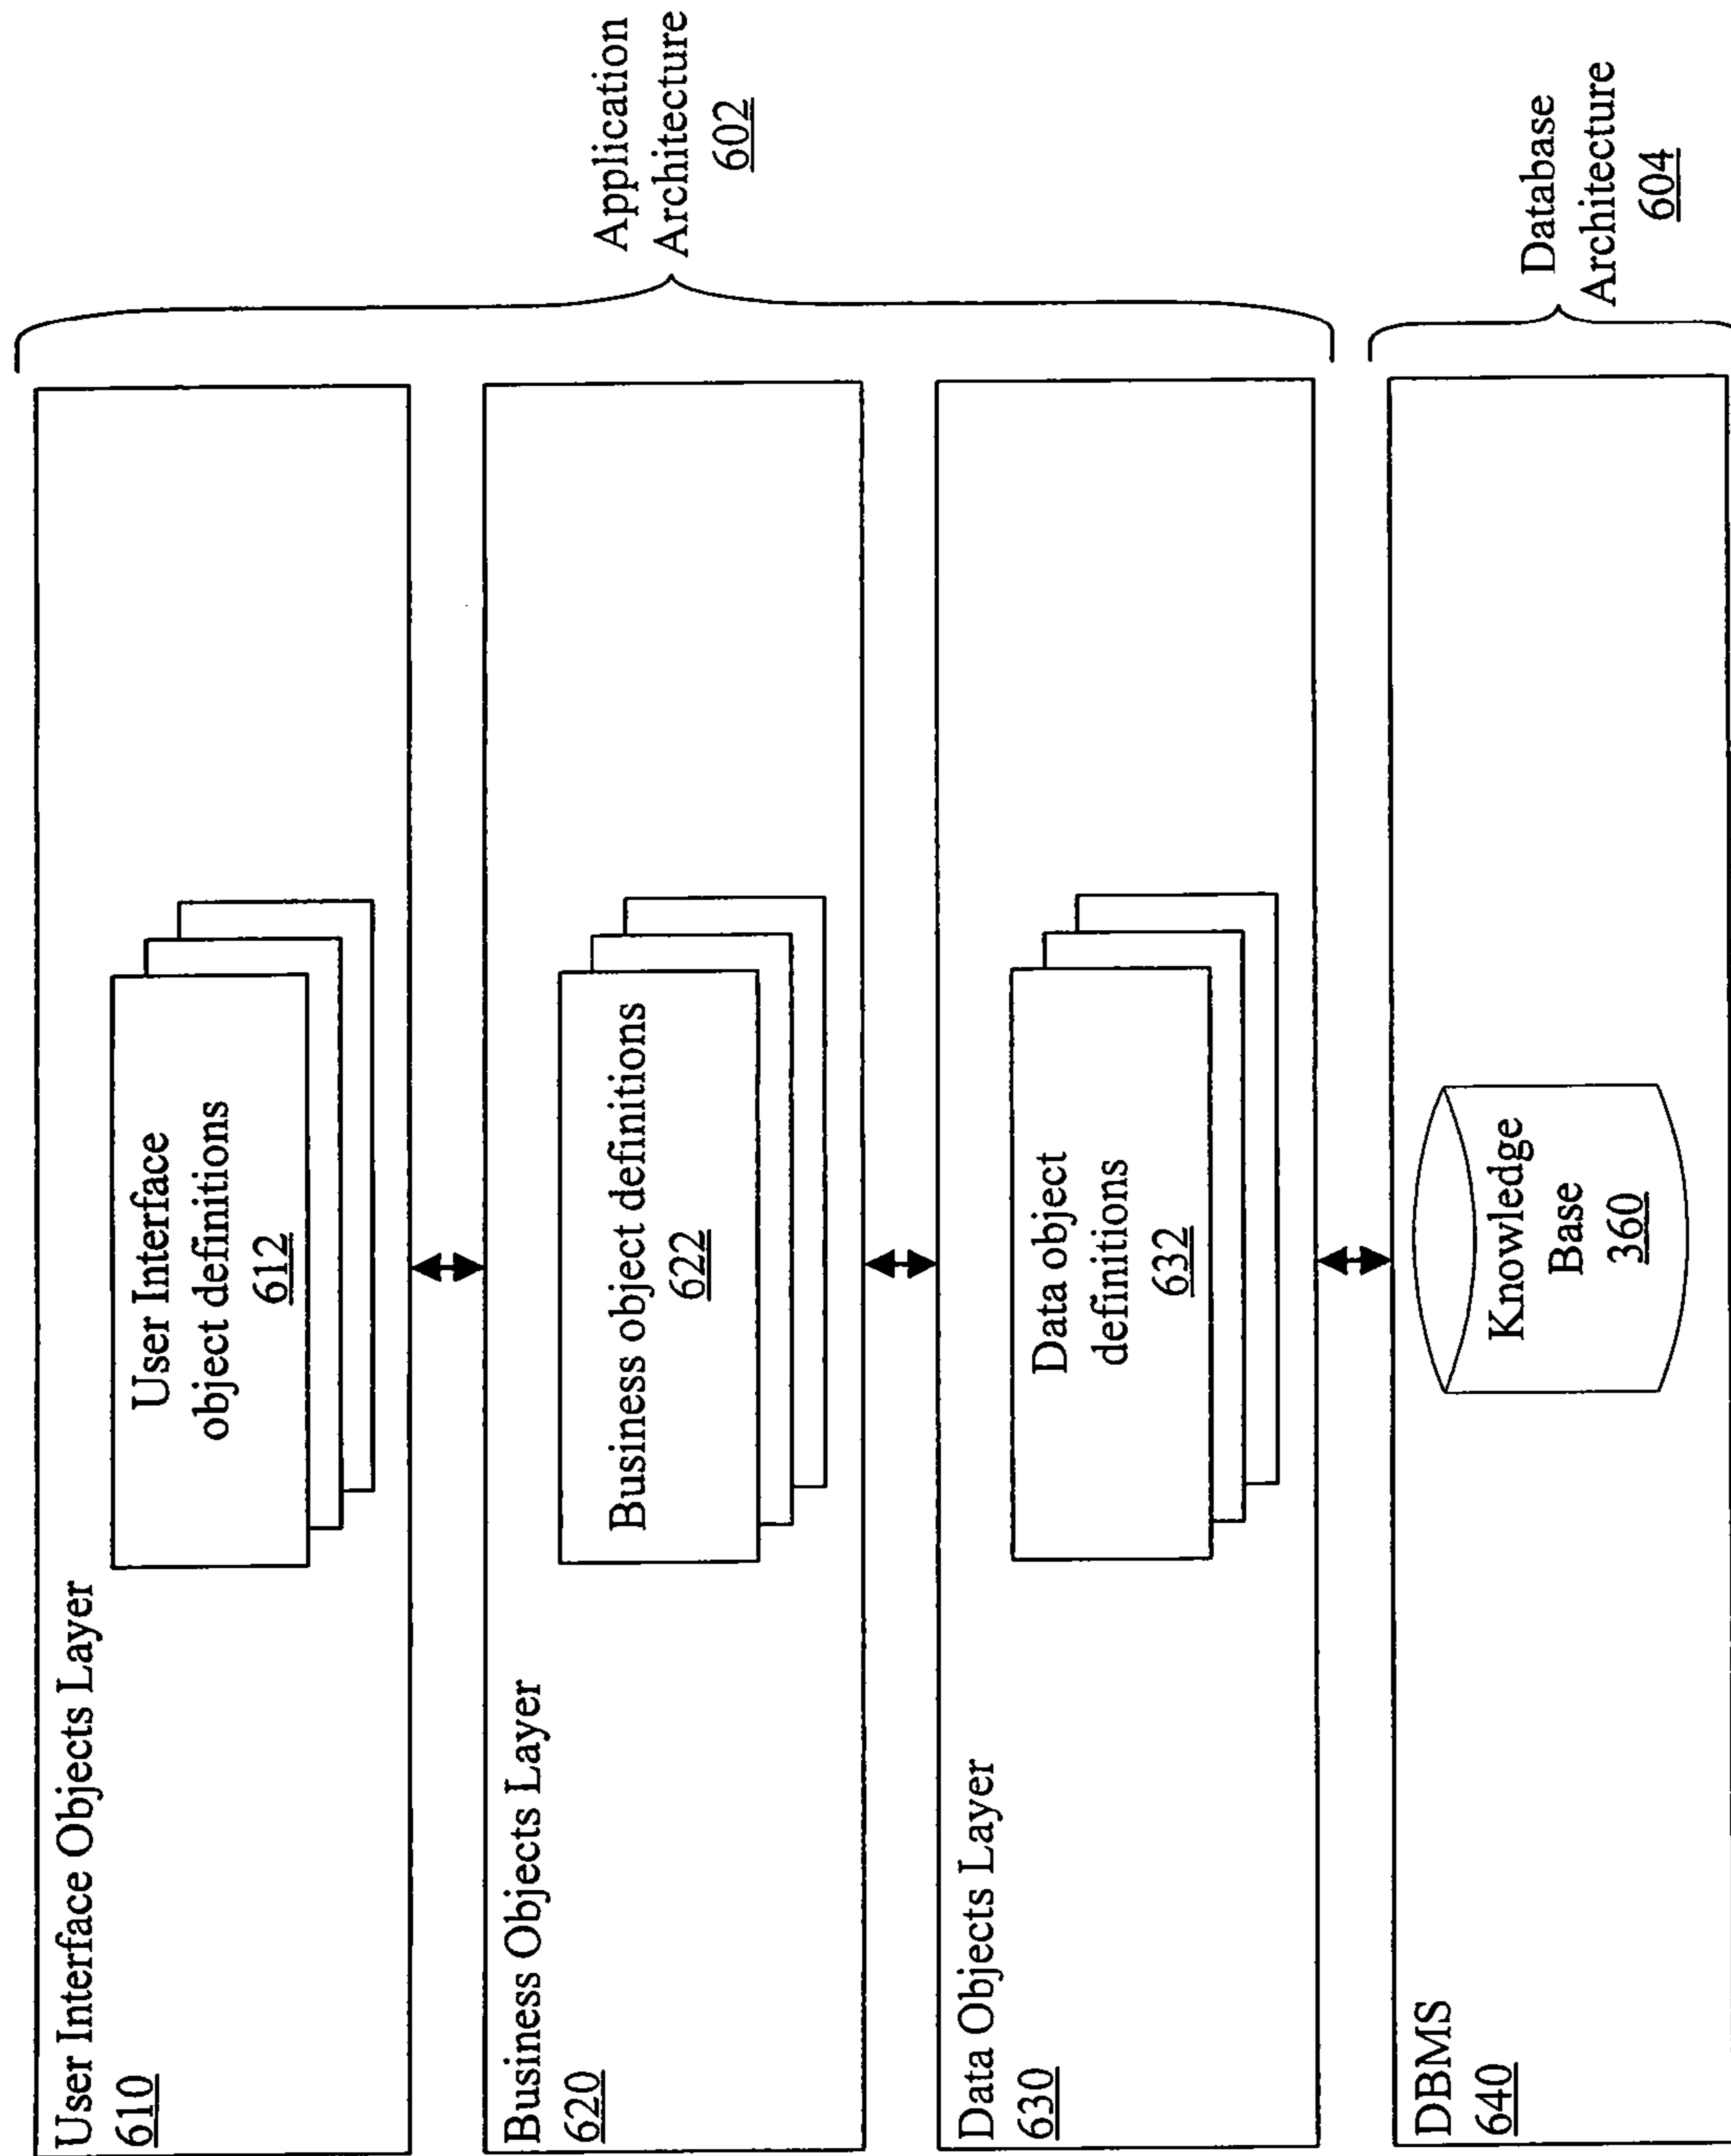 User Interface Objects Layer
610
User Interface
object definitions
612
Business Objects Layer
620
Business object definitions
622
Data Objects Layer
630
Data object
definitions
632
DBMS
640
Knowledge
Base
360
Application
Architecture
602
Database
Architecture
604